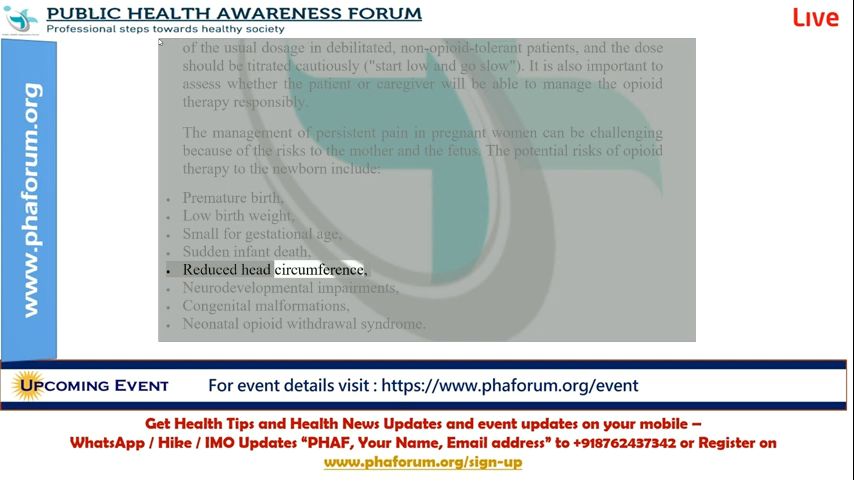 PUBLIC HEALTH AWARENESS FORUM
Professional steps towards healthy society
Live
www.phaforum.org
of the usual dosage in debilitated, non-opioid-tolerant patients, and the dose
should be titrated cautiously ("start low and go slow"). It is also important to
assess whether the patient or caregiver will be able to manage the opioid
therapy responsibly.
The management of persistent pain in pregnant women can be challenging
because of the risks to the mother and the fetus. The potential risks of opioid
therapy to the newborn include:
• Premature birth,
• Low birth weight,
• Small for gestational age,
• Sudden infant death,
• Reduced head circumference,
• Neurodevelopmental impairments,
• Congenital malformations,
• Neonatal opioid withdrawal syndrome.
UPCOMING EVENT
For event details visit : https://www.phaforum.org/event
Get Health Tips and Health News Updates and event updates on your mobile –
WhatsApp / Hike / IMO Updates “PHAF, Your Name, Email address” to +918762437342 or Register on
www.phaforum.org/sign-up